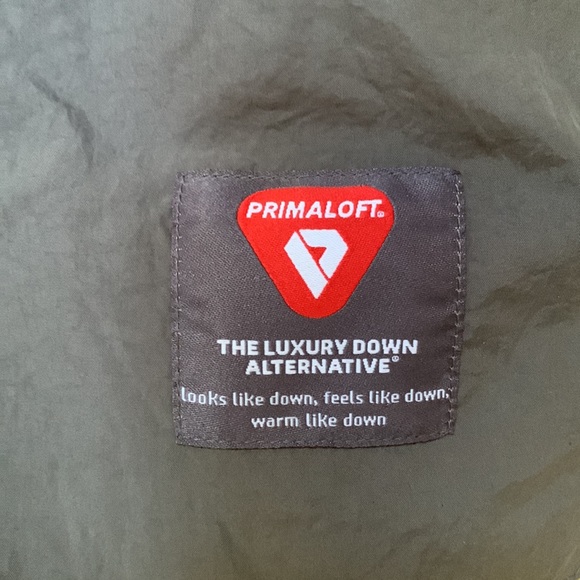 PRIMALOFT®
THE LUXURY DOWN
ALTERNATIVE®
looks like down, feels like down,
warm like down